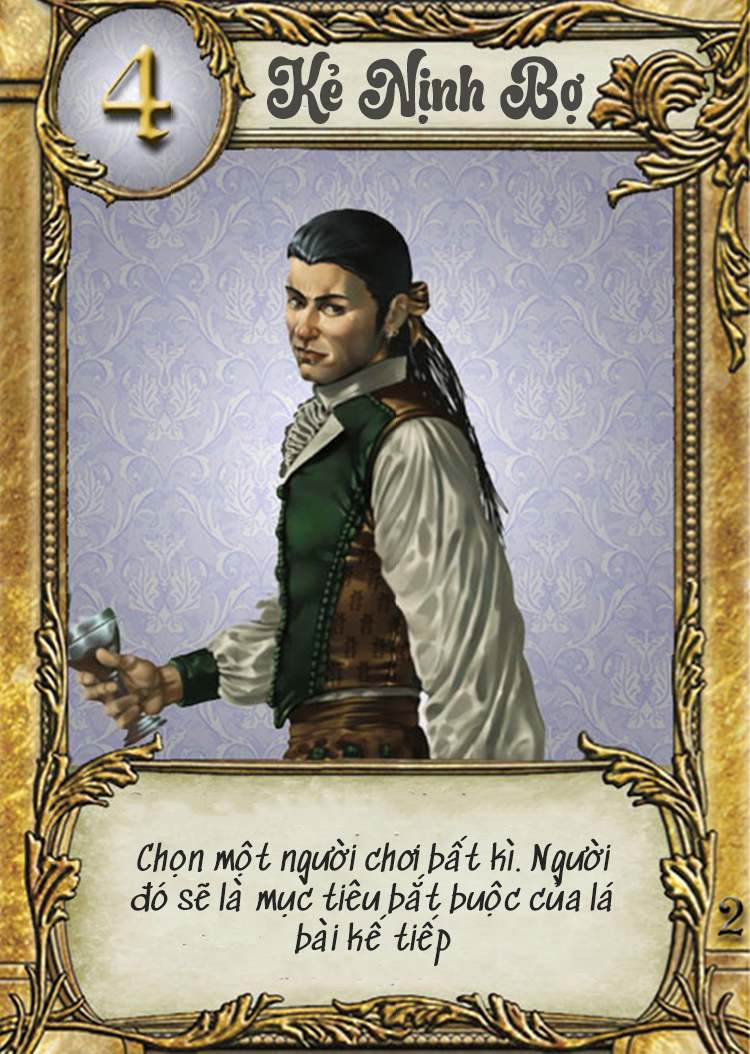 4
Kẻ Nịnh Bợ
Chọn một người chơi bất kì. Người
đó sẽ là mục tiêu bắt buộc của lá
bài kế tiếp
2